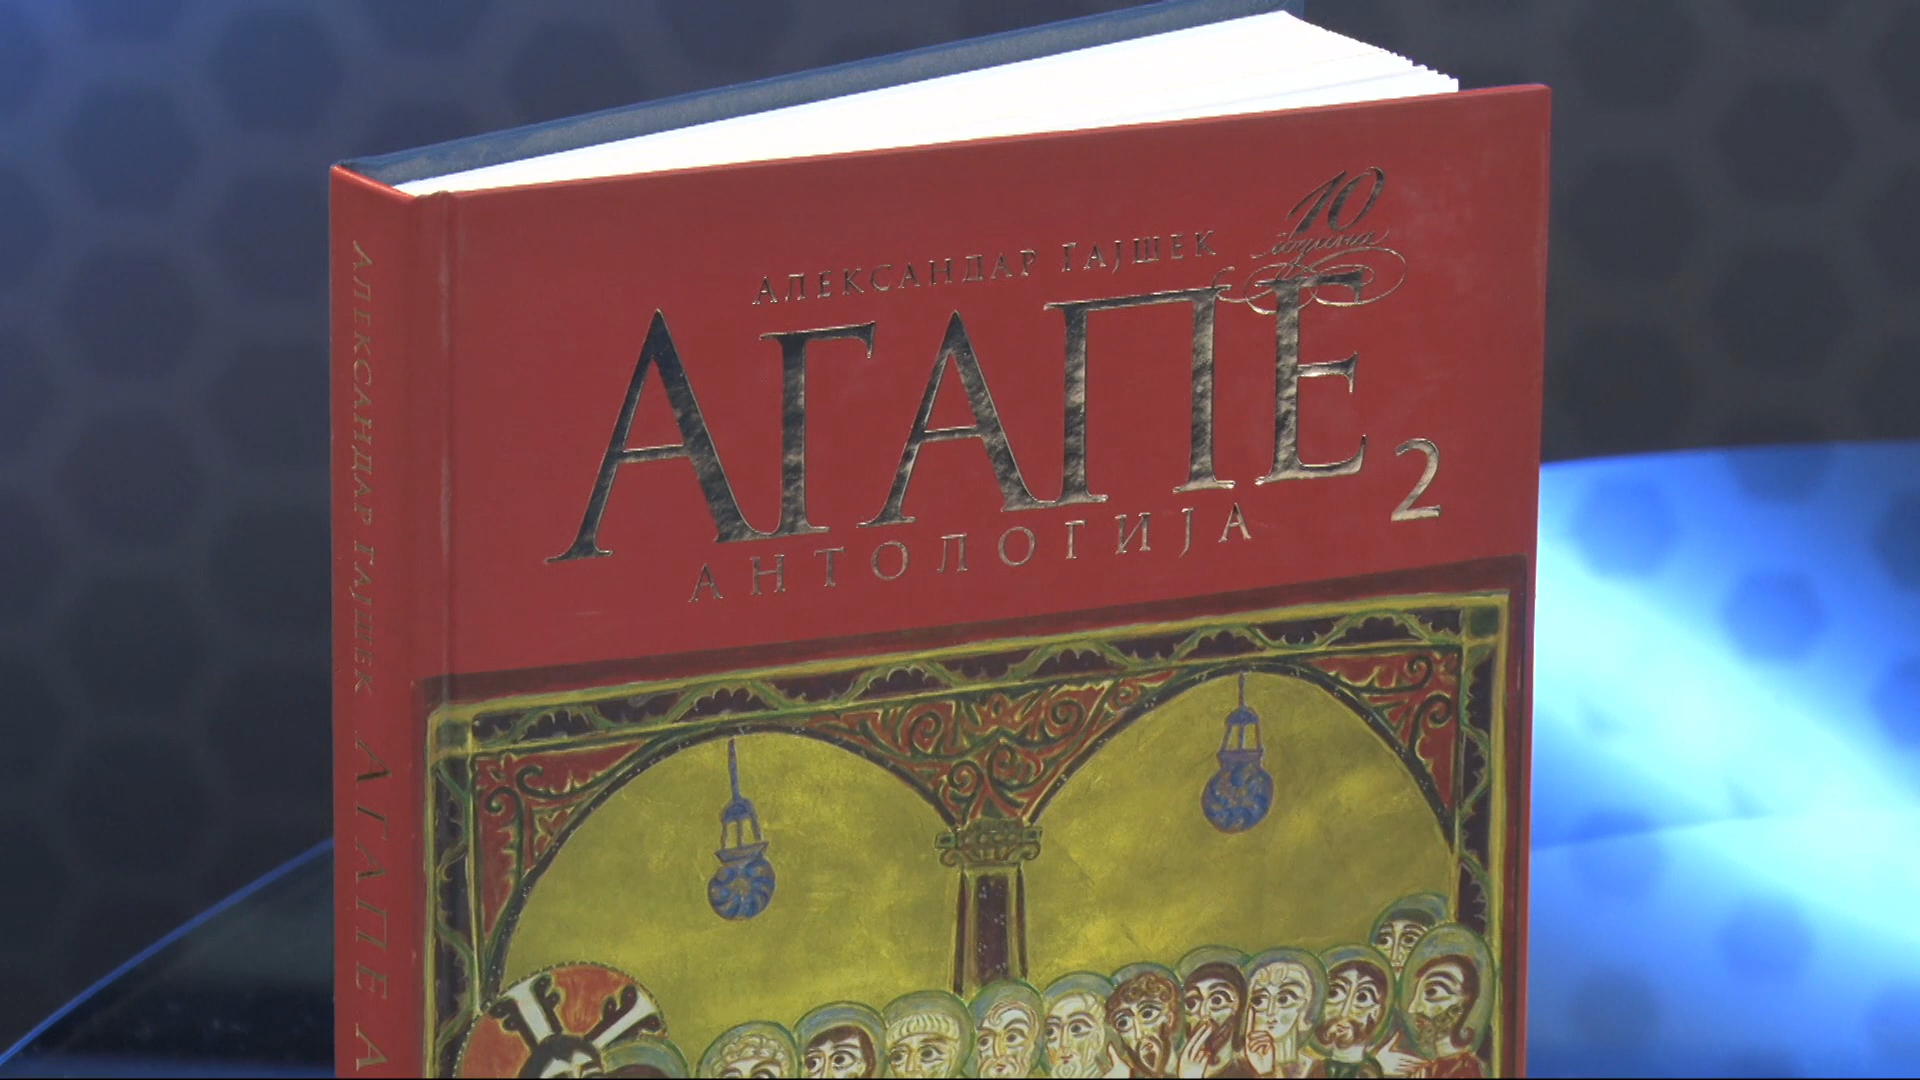 10
година
АЛЕКСАНДАР ГАЈШЕК
АГАПЕ
2
АНТОЛОГИЈА
АЛЕКСАНДАР ГАЈШЕК АГАПЕ А